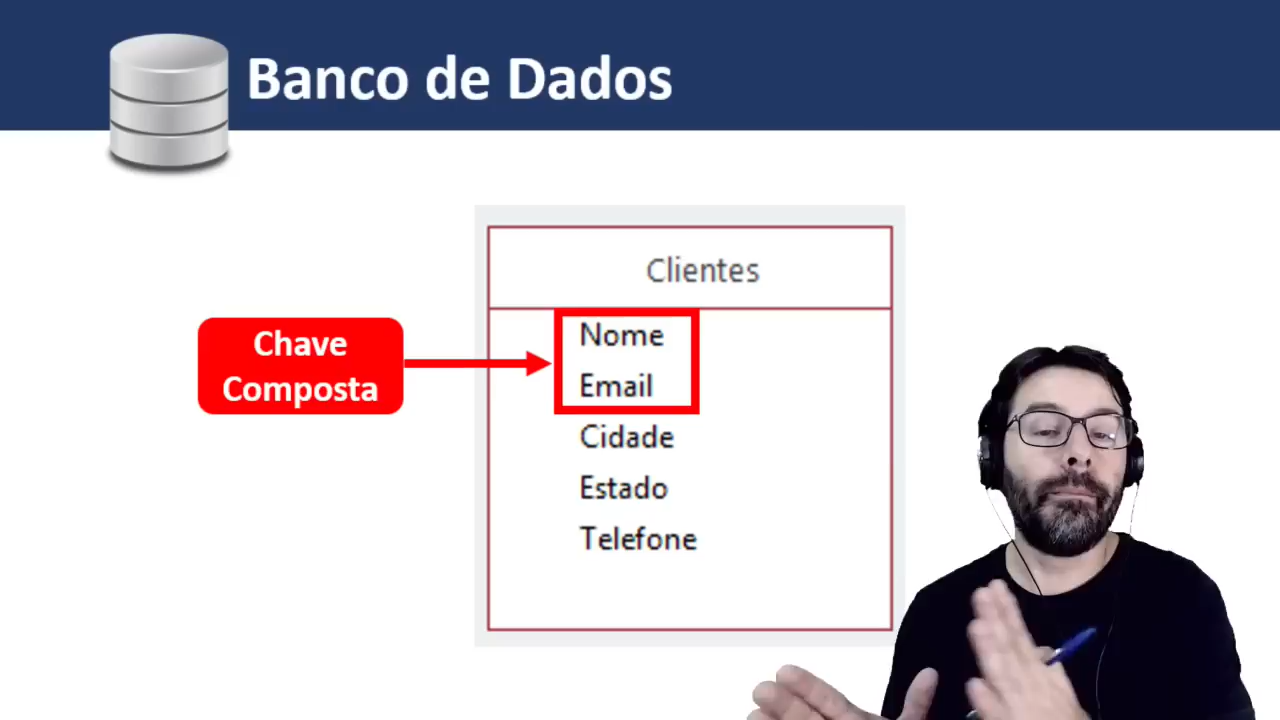 Banco de Dados
Clientes
Chave
Composta
Nome
Email
Cidade
Estado
Telefone